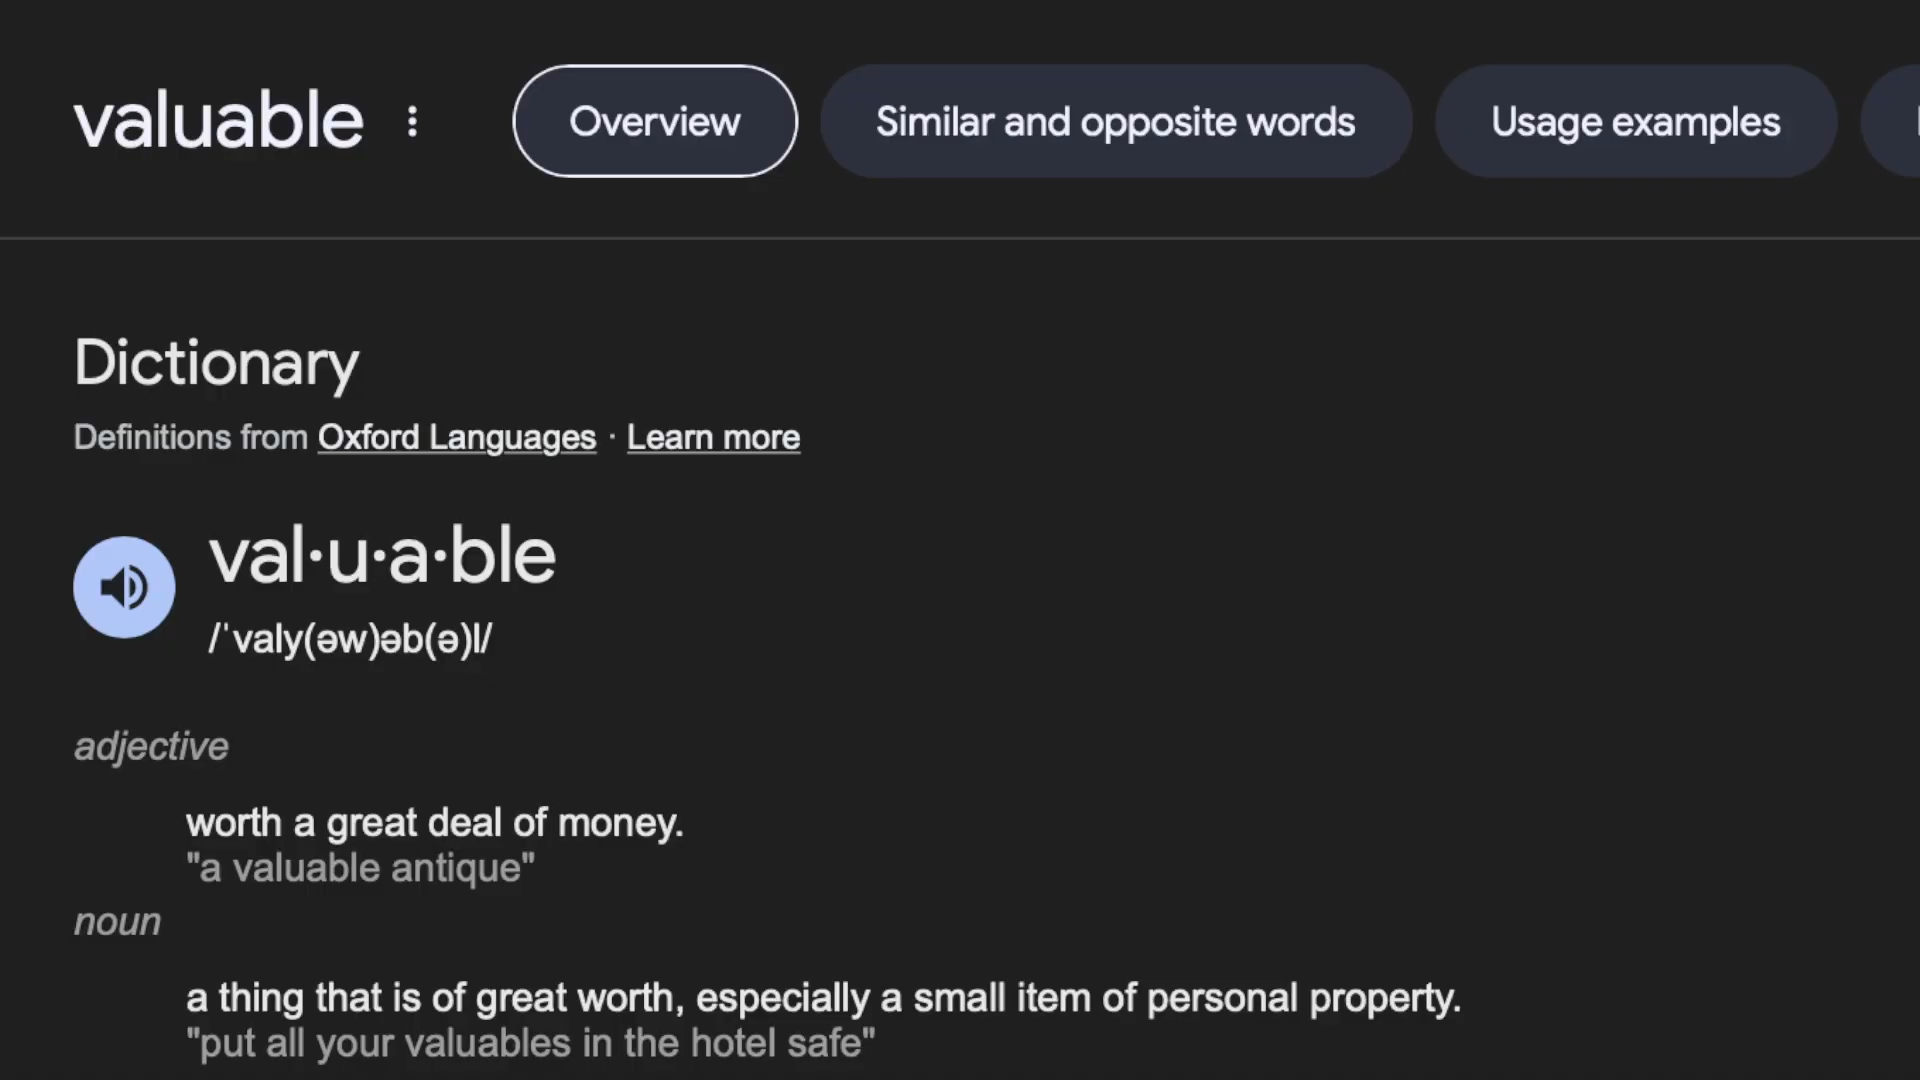 valuable
Overview
Similar and opposite words
Usage examples
Dictionary
Definitions from Oxford Languages · Learn more
val·u·a·ble
/ˈvaly(əw)əb(ə)l/
adjective
worth a great deal of money.
"a valuable antique"
noun
a thing that is of great worth, especially a small item of personal property.
"put all your valuables in the hotel safe"